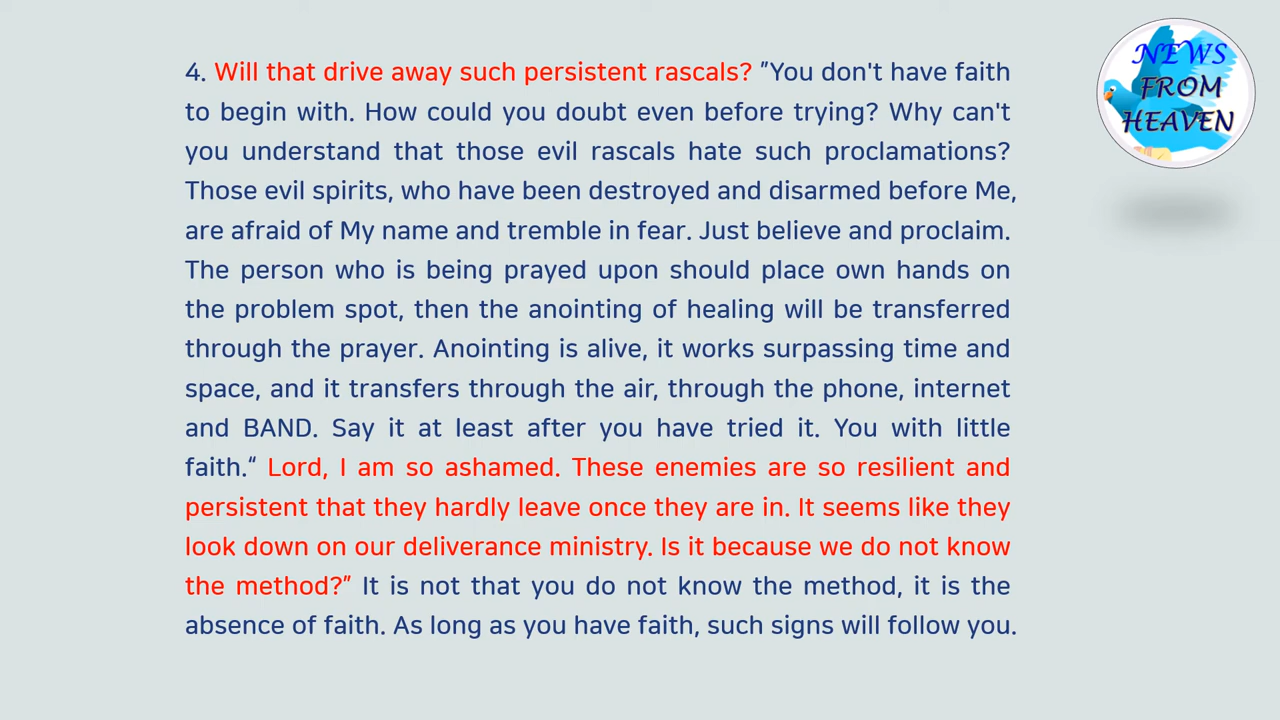 4. Will that drive away such persistent rascals? "You don't have faith
to begin with. How could you doubt even before trying? Why can't
you understand that those evil rascals hate such proclamations?
Those evil spirits, who have been destroyed and disarmed before Me,
are afraid of My name and tremble in fear. Just believe and proclaim.
The person who is being prayed upon should place own hands on
the problem spot, then the anointing of healing will be transferred
through the prayer. Anointing is alive, it works surpassing time and
space, and it transfers through the air, through the phone, internet
and BAND. Say it at least after you have tried it. You with little
faith." Lord, I am so ashamed. These enemies are so resilient and
persistent that they hardly leave once they are in. It seems like they
look down on our deliverance ministry. Is it because we do not know
the method?" It is not that you do not know the method, it is the
absence of faith. As long as you have faith, such signs will follow you.
NEWS
FROM
HEAVEN